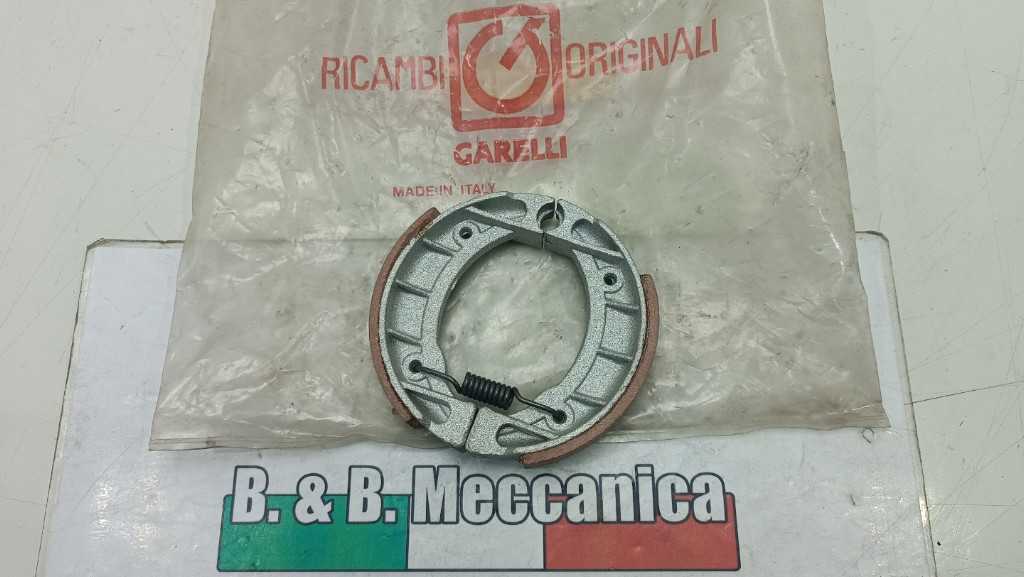 RICAMBI ORIGINALI
GARELLI
MADE IN ITALY
B. & B. Meccanica